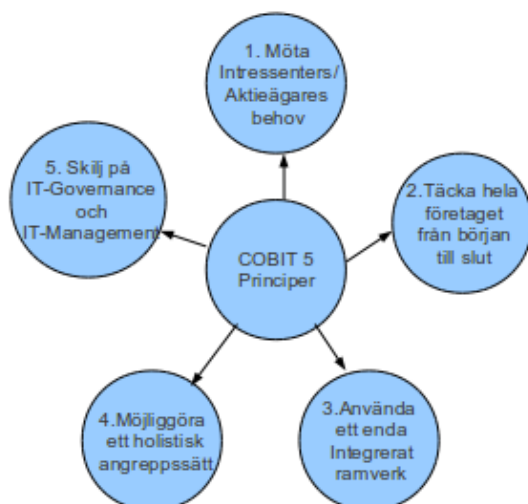 1. Möta
Intressenters/
Aktieägares
behov
5. Skilj på
IT-Governance
och
IT-Management
2.Täcka hela
företaget
från början
till slut
COBIT 5
Principer
4.Möjliggöra
ett holistisk
angreppssätt
3.Använda
ett enda
Integrerat
ramverk